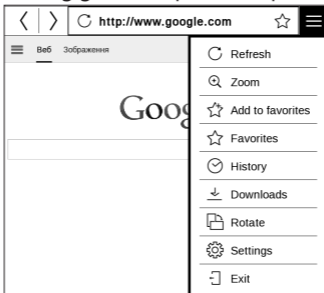 http://www.google.com
Веб Зображення
Goog
Refresh
Zoom
Add to favorites
Favorites
History
Downloads
Rotate
Settings
Exit